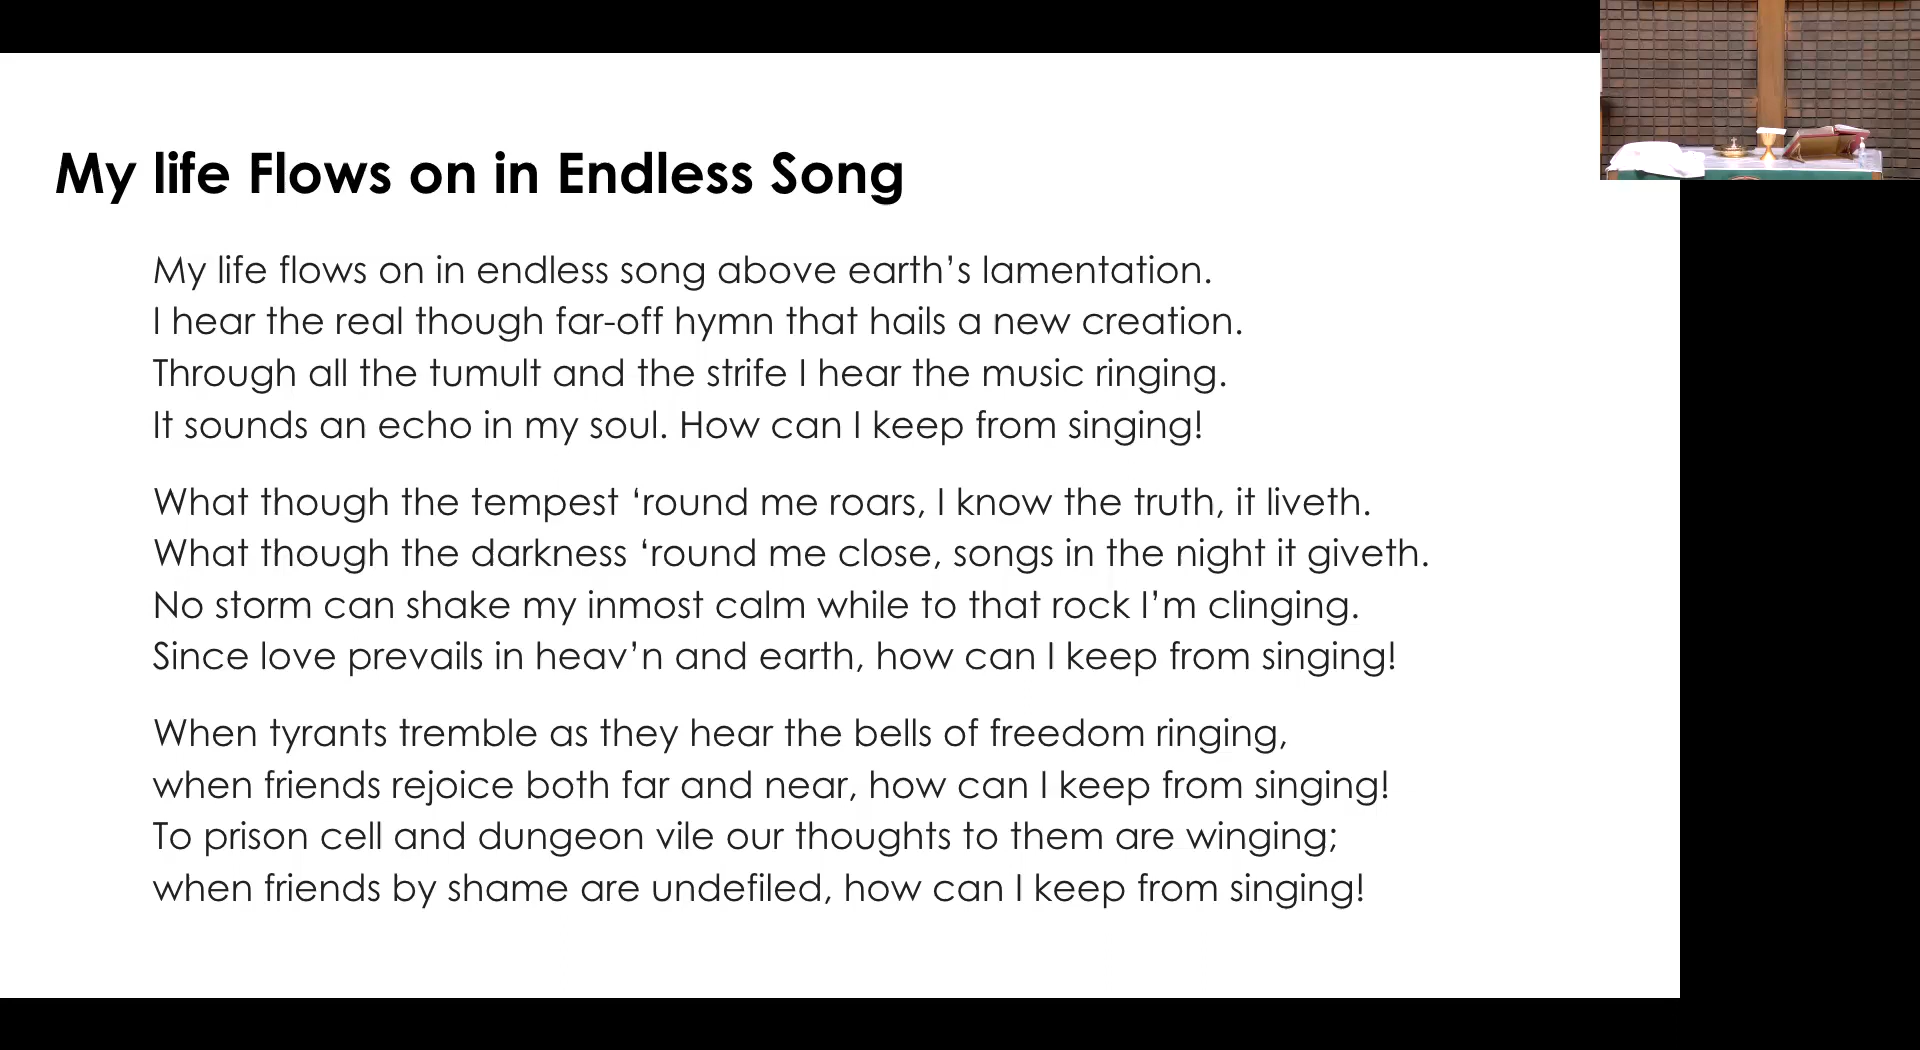 My life Flows on in Endless Song
My life flows on in endless song above earth’s lamentation.
I hear the real though far-off hymn that hails a new creation.
Through all the tumult and the strife I hear the music ringing.
It sounds an echo in my soul. How can I keep from singing!
What though the tempest ‘round me roars, I know the truth, it liveth.
What though the darkness ‘round me close, songs in the night it giveth.
No storm can shake my inmost calm while to that rock I’m clinging.
Since love prevails in heav’n and earth, how can I keep from singing!
When tyrants tremble as they hear the bells of freedom ringing,
when friends rejoice both far and near, how can I keep from singing!
To prison cell and dungeon vile our thoughts to them are winging;
when friends by shame are undefiled, how can I keep from singing!